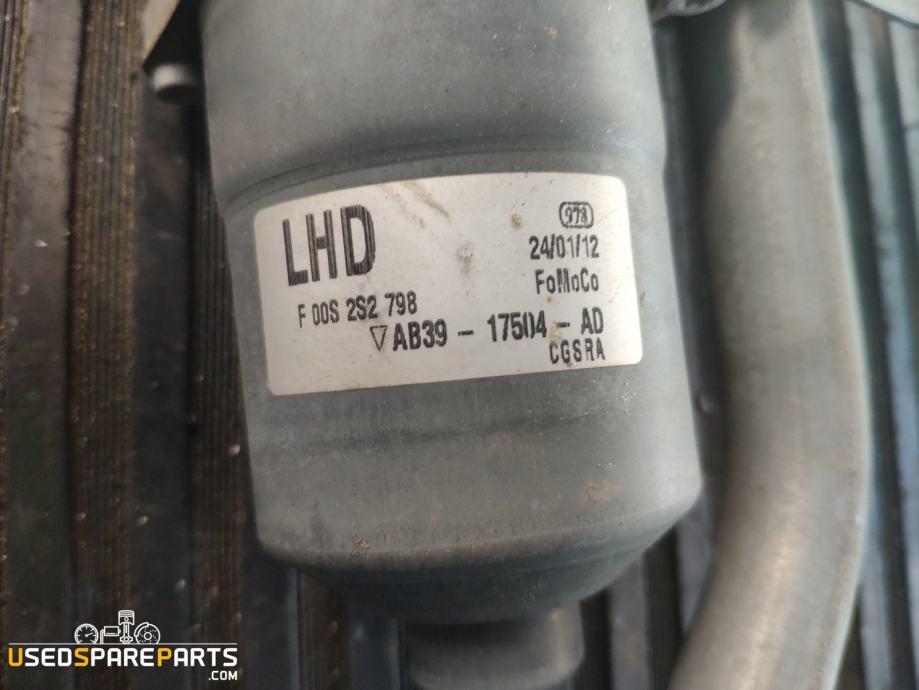 LHD
978
24/01/12
FoMoCo
F 00S 2S2 798
AB39 - 17504 - AD
CGSRA
USEDSPAREPARTS
.COM